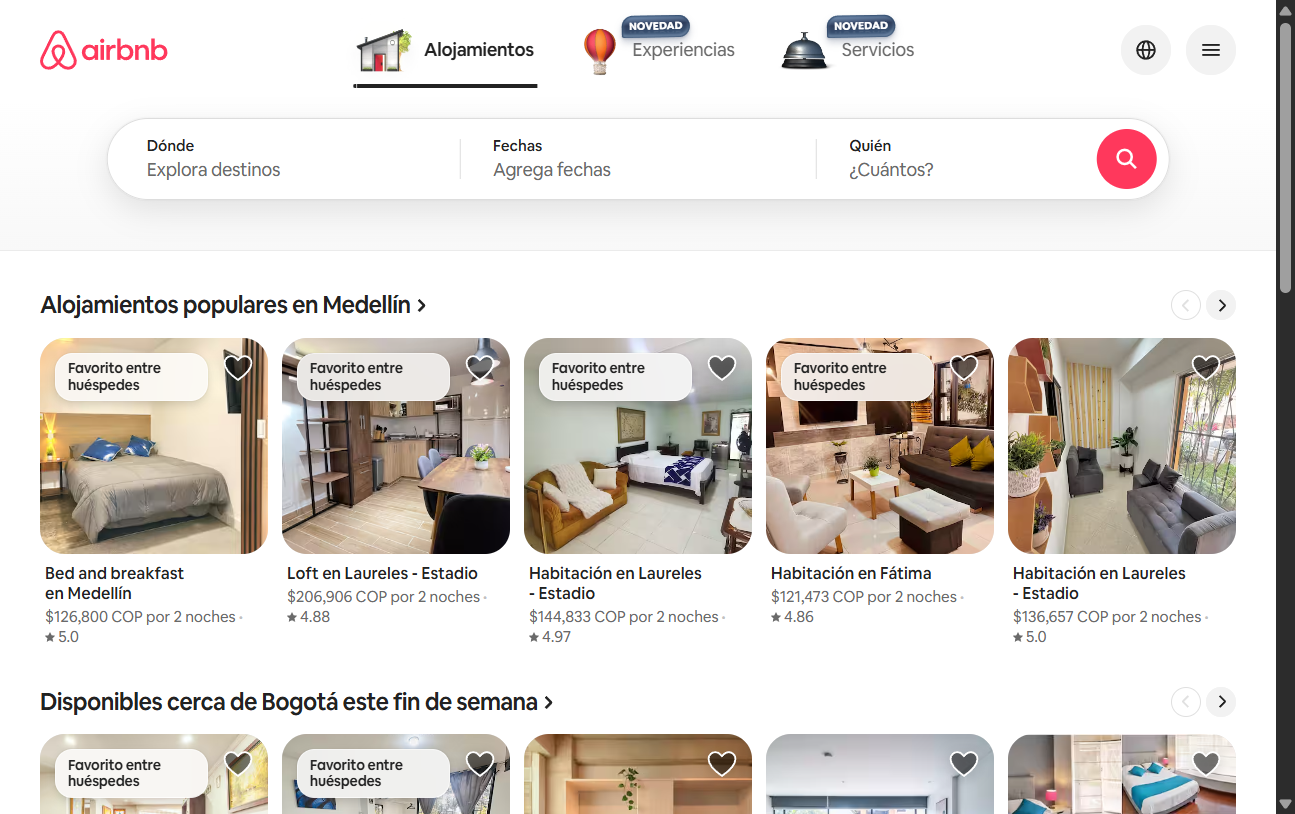 airbnb
Alojamientos
NOVEDAD
Experiencias
NOVEDAD
Servicios
Dónde
Explora destinos
Fechas
Agrega fechas
Quién
¿Cuántos?
Alojamientos populares en Medellín
Favorito entre
huéspedes
Favorito entre
huéspedes
Favorito entre
huéspedes
Favorito entre
huéspedes
Bed and breakfast
en Medellín
$126,800 COP por 2 noches ·
★ 5.0
Loft en Laureles - Estadio
$206,906 COP por 2 noches ·
★ 4.88
Habitación en Laureles
- Estadio
$144,833 COP por 2 noches ·
★ 4.97
Habitación en Fátima
$121,473 COP por 2 noches ·
★ 4.86
Habitación en Laureles
- Estadio
$136,657 COP por 2 noches ·
★ 5.0
Disponibles cerca de Bogotá este fin de semana
Favorito entre
huéspedes
Favorito entre
huéspedes